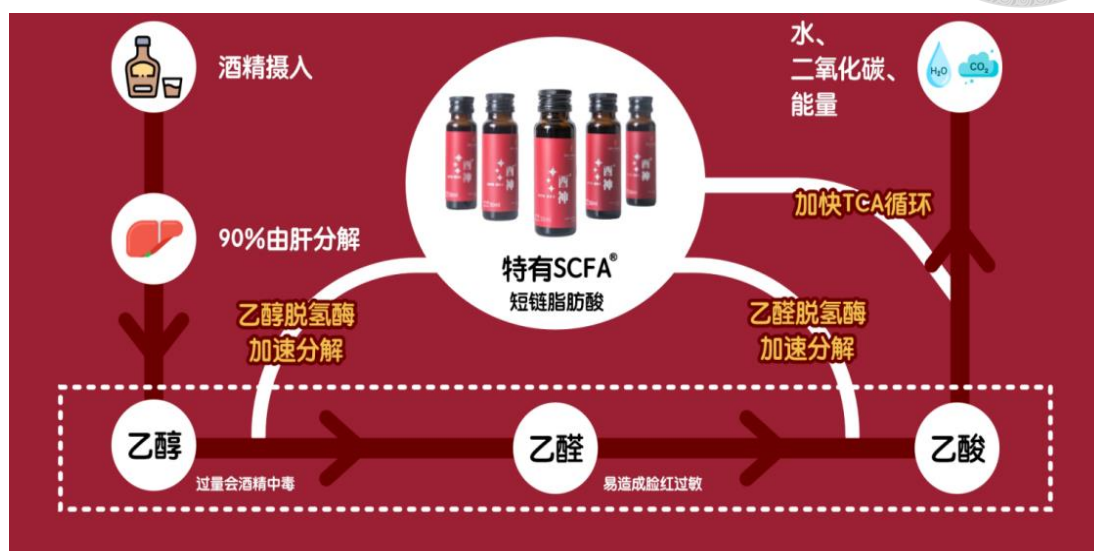 酒精摄入
水、
二氧化碳、
能量
H₂O
CO₂
西神
90%由肝分解
加快TCA循环
特有SCFA®
短链脂肪酸
乙醇脱氢酶
加速分解
乙醛脱氢酶
加速分解
乙醇
乙醛
乙酸
过量会酒精中毒
易造成脸红过敏